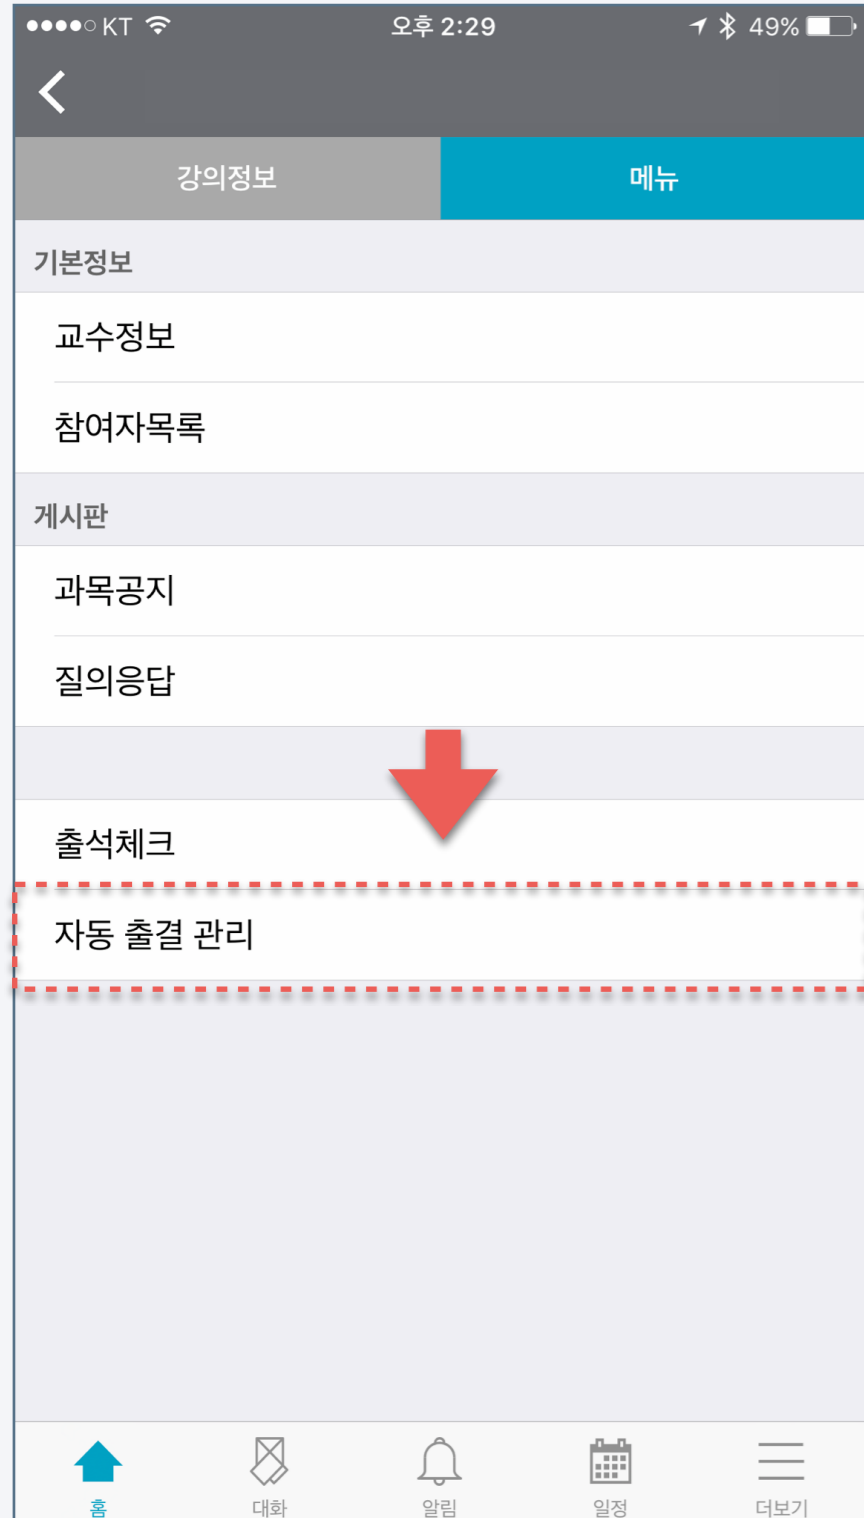 KT 오후 2:29 49%
강의정보 메뉴
기본정보
교수정보
참여자목록
게시판
과목공지
질의응답
출석체크
자동 출결 관리
홈 대화 알림 일정 더보기